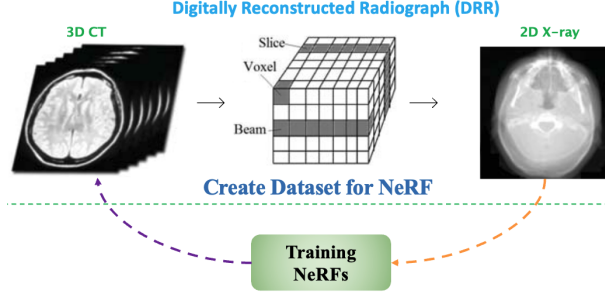 Digitally Reconstructed Radiograph (DRR)
3D CT
2D X-ray
Slice
Voxel
Beam
Create Dataset for NeRF
Training
NeRFs